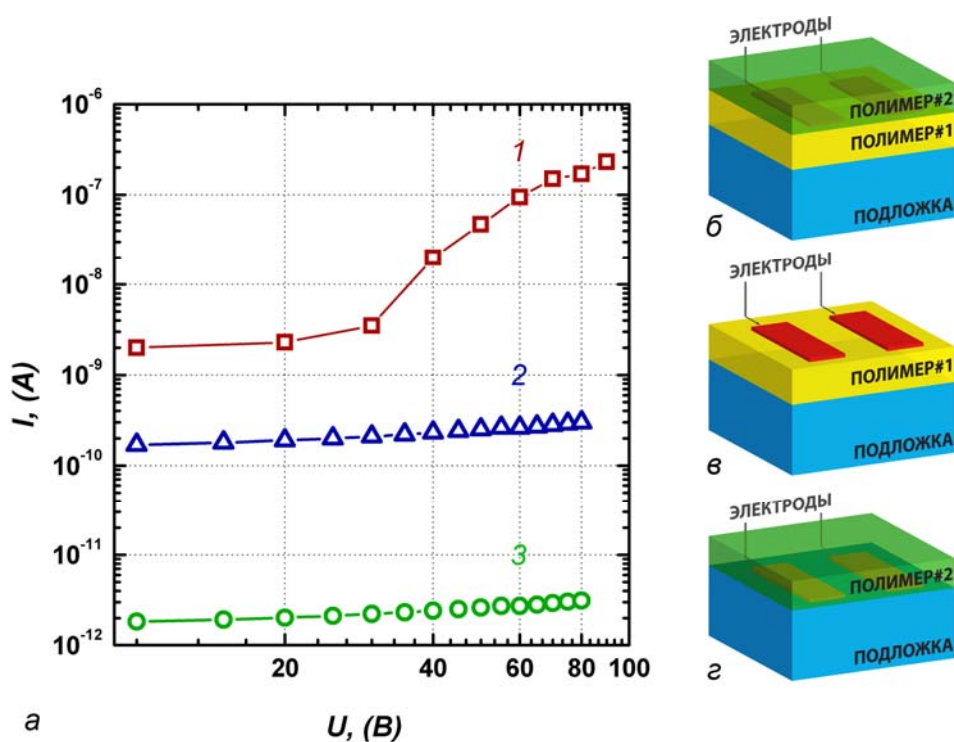 10⁻⁶
10⁻⁷
10⁻⁸
10⁻⁹
10⁻¹⁰
10⁻¹¹
10⁻¹²
I, (A)
1
2
3
20 40 60 80 100
U, (В)
а
ЭЛЕКТРОДЫ
ПОЛИМЕР#2
ПОЛИМЕР#1
ПОДЛОЖКА
б
ЭЛЕКТРОДЫ
ПОЛИМЕР#1
ПОДЛОЖКА
в
ЭЛЕКТРОДЫ
ПОЛИМЕР#2
ПОДЛОЖКА
г